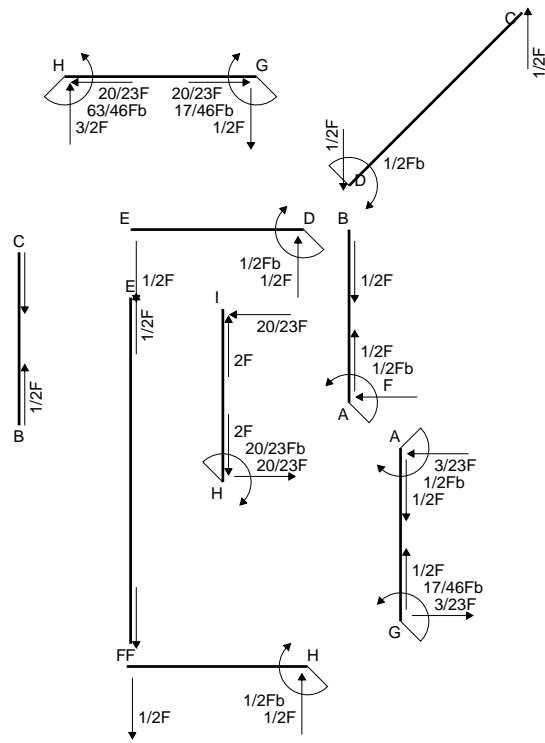 C
1/2F
H
G
20/23F
63/46Fb
3/2F
20/23F
17/46Fb
1/2F
1/2F
1/2Fb
D
E
D
1/2Fb
1/2F
1/2F
B
1/2F
1/2F
1/2Fb
F
A
C
1/2F
B
E
1/2F
I
20/23F
2F
2F
20/23Fb
20/23F
H
A
3/23F
1/2Fb
1/2F
1/2F
17/46Fb
3/23F
G
FF
H
1/2Fb
1/2F
1/2F